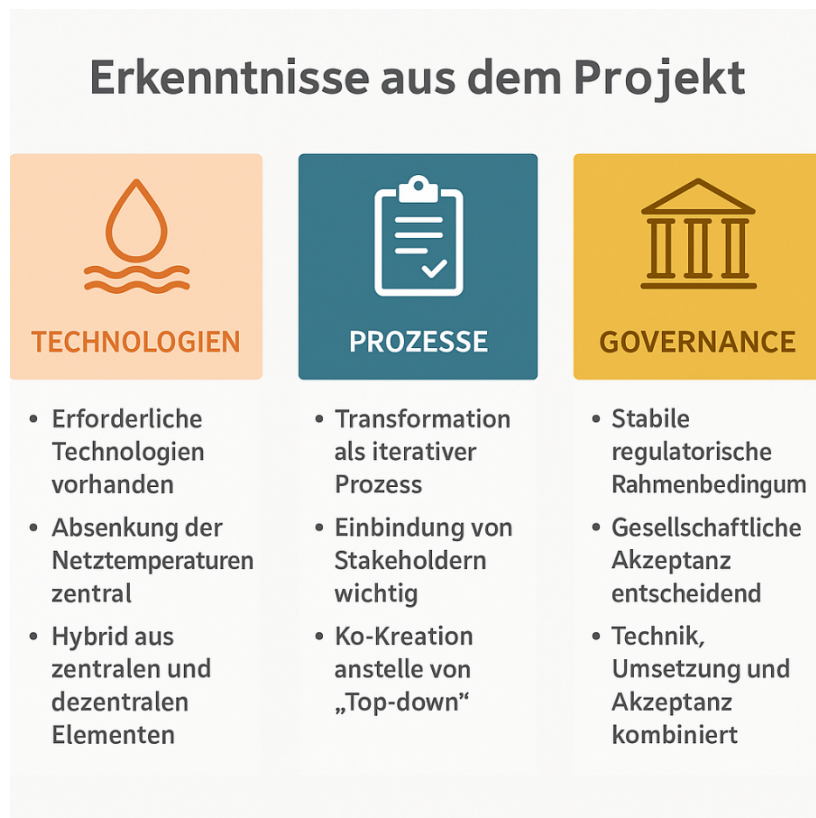 Erkenntnisse aus dem Projekt
TECHNOLOGIEN
• Erforderliche
Technologien
vorhanden
• Absenkung der
Netztemperaturen
zentral
• Hybrid aus
zentralen und
dezentralen
Elementen
PROZESSE
• Transformation
als iterativer
Prozess
• Einbindung von
Stakeholdern
wichtig
• Ko-Kreation
anstelle von
„Top-down“
GOVERNANCE
• Stabile
regulatorische
Rahmenbedingum
• Gesellschaftliche
Akzeptanz
entscheidend
• Technik,
Umsetzung und
Akzeptanz
kombiniert